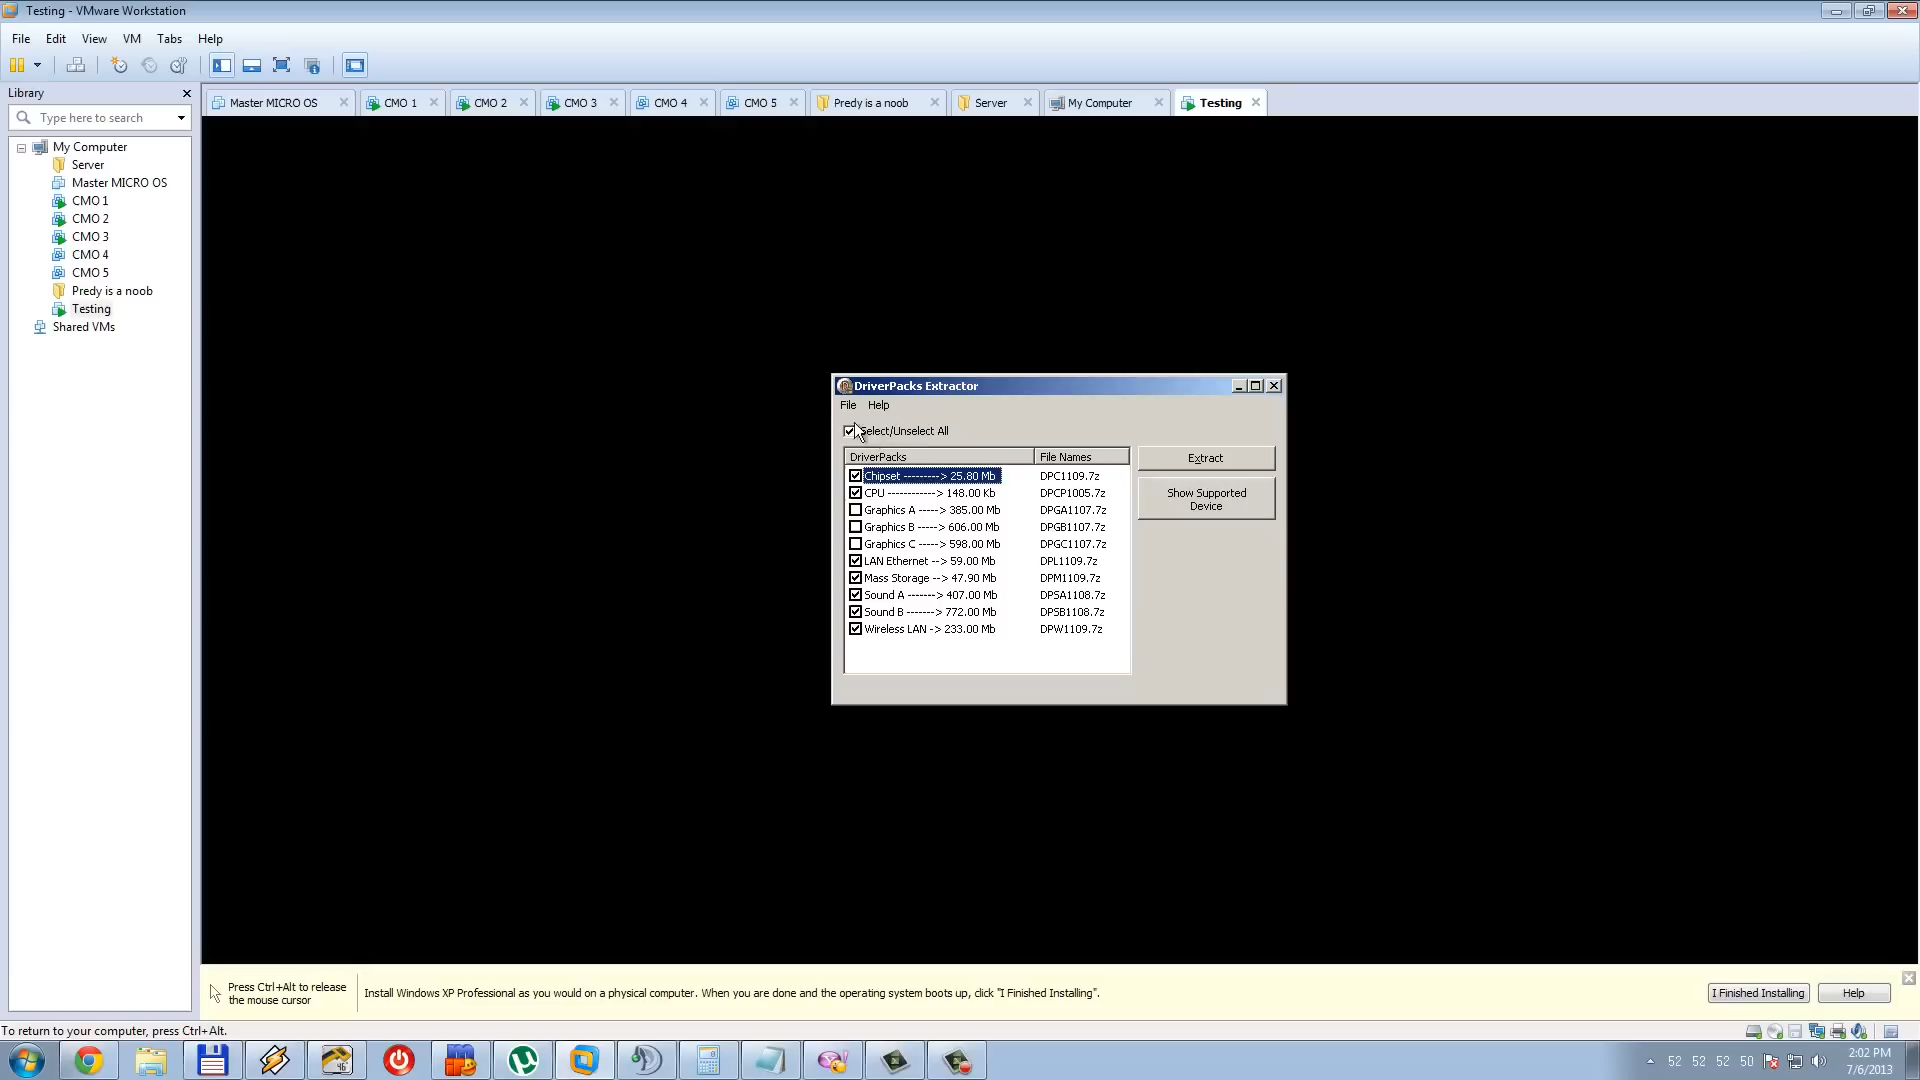 Testing - VMware Workstation
File Edit View VM Tabs Help
Library
Type here to search
My Computer
Server
Master MICRO OS
CMO 1
CMO 2
CMO 3
CMO 4
CMO 5
Predy is a noob
Testing
Shared VMs
Master MICRO OS CMO 1 CMO 2 CMO 3 CMO 4 CMO 5 Predy is a noob Server My Computer Testing
DriverPacks Extractor
File Help
Select/Unselect All
DriverPacks File Names
Chipset ---------> 25.80 Mb DPC1109.7z
CPU ------------> 148.00 Kb DPCP1005.7z
Graphics A -----> 385.00 Mb DPGA1107.7z
Graphics B -----> 606.00 Mb DPGB1107.7z
Graphics C -----> 598.00 Mb DPGC1107.7z
LAN Ethernet --> 59.00 Mb DPL1109.7z
Mass Storage --> 47.90 Mb DPM1109.7z
Sound A -------> 407.00 Mb DPSA1108.7z
Sound B -------> 772.00 Mb DPSB1108.7z
Wireless LAN -> 233.00 Mb DPW1109.7z
Extract
Show Supported
Device
Press Ctrl+Alt to release
the mouse cursor
Install Windows XP Professional as you would on a physical computer. When you are done and the operating system boots up, click "I Finished Installing".
I Finished Installing Help
To return to your computer, press Ctrl+Alt.
52 52 52 50
2:02 PM
7/6/2013